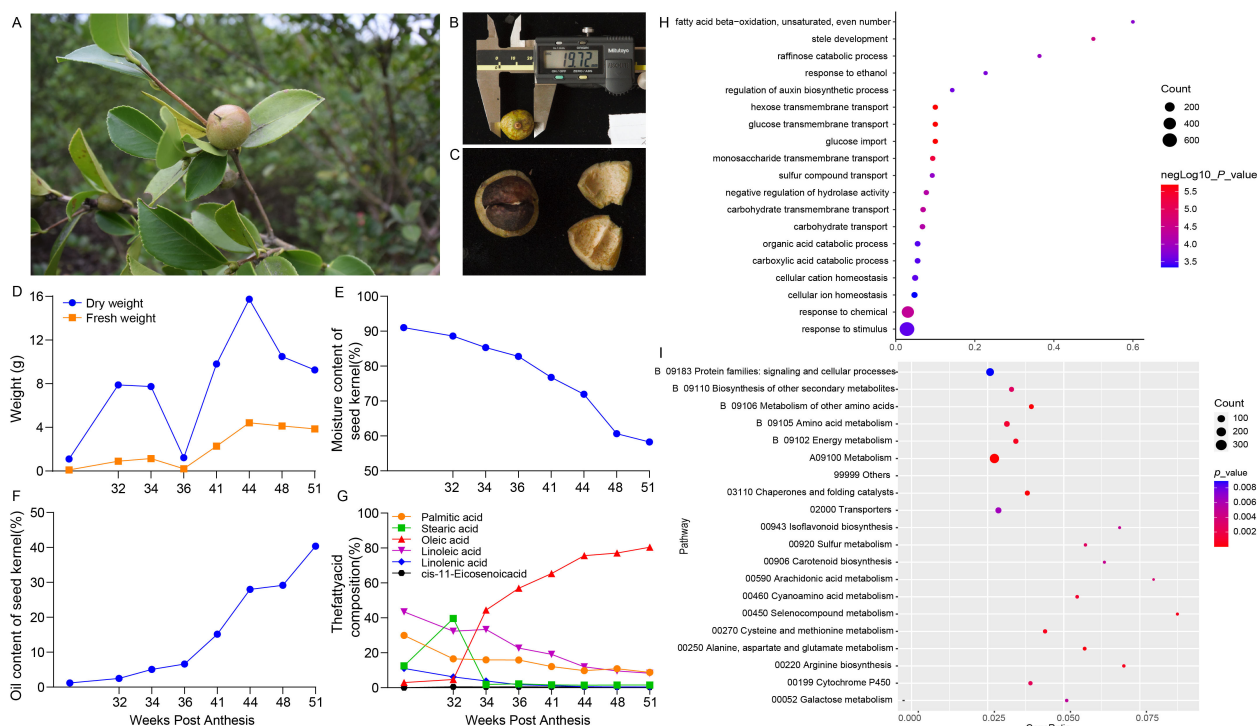 A
B
Mitutoyo
19.72
C
D
16
12
8
4
0
Weight (g)
Dry weight
Fresh weight
32 34 36 41 44 48 51
E
100
90
80
70
60
50
Moisture content of
seed kernel(%)
32 34 36 41 44 48 51
F
50
40
30
20
10
0
Oil content of seed kernel(%)
32 34 36 41 44 48 51
Weeks Post Anthesis
G
100
80
60
40
20
0
Thefattyacid
composition(%)
Palmitic acid
Stearic acid
Oleic acid
Linoleic acid
Linolenic acid
cis-11-Eicosenoicacid
32 34 36 41 44 48 51
Weeks Post Anthesis
H
fatty acid beta−oxidation, unsaturated, even number
stele development
raffinose catabolic process
response to ethanol
regulation of auxin biosynthetic process
hexose transmembrane transport
glucose transmembrane transport
glucose import
monosaccharide transmembrane transport
sulfur compound transport
negative regulation of hydrolase activity
carbohydrate transmembrane transport
carbohydrate transport
organic acid catabolic process
carboxylic acid catabolic process
cellular cation homeostasis
cellular ion homeostasis
response to chemical
response to stimulus
0.0 0.2 0.4 0.6
Count
200
400
600
negLog10_P_value
5.5
5.0
4.5
4.0
3.5
I
B 09183 Protein families: signaling and cellular processes
B 09110 Biosynthesis of other secondary metabolites
B 09106 Metabolism of other amino acids
B 09105 Amino acid metabolism
B 09102 Energy metabolism
A09100 Metabolism
99999 Others
03110 Chaperones and folding catalysts
02000 Transporters
00943 Isoflavonoid biosynthesis
00920 Sulfur metabolism
00906 Carotenoid biosynthesis
00590 Arachidonic acid metabolism
00460 Cyanoamino acid metabolism
00450 Selenocompound metabolism
00270 Cysteine and methionine metabolism
00250 Alanine, aspartate and glutamate metabolism
00220 Arginine biosynthesis
00199 Cytochrome P450
00052 Galactose metabolism
Pathway
0.000 0.025 0.050 0.075
Count
100
200
300
p_value
0.008
0.006
0.004
0.002